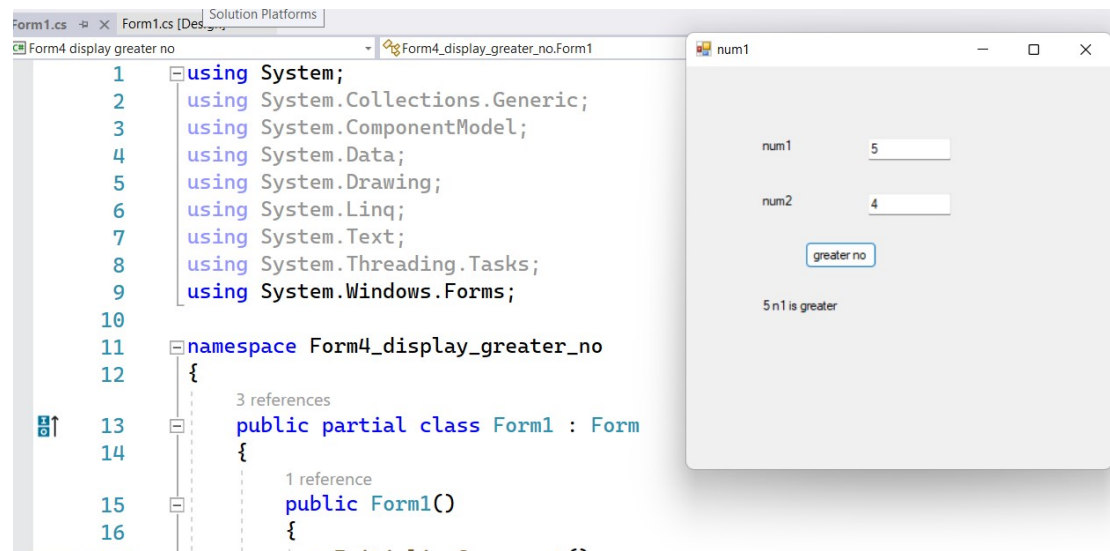 Solution Platforms
Form1.cs Form1.cs [Des
C# Form4 display greater no Form4_display_greater_no.Form1
1 using System;
2 using System.Collections.Generic;
3 using System.ComponentModel;
4 using System.Data;
5 using System.Drawing;
6 using System.Linq;
7 using System.Text;
8 using System.Threading.Tasks;
9 using System.Windows.Forms;
10
11 namespace Form4_display_greater_no
12 {
3 references
13 public partial class Form1 : Form
14 {
1 reference
15 public Form1()
16 {
num1
num1 5
num2 4
greater no
5 n1 is greater